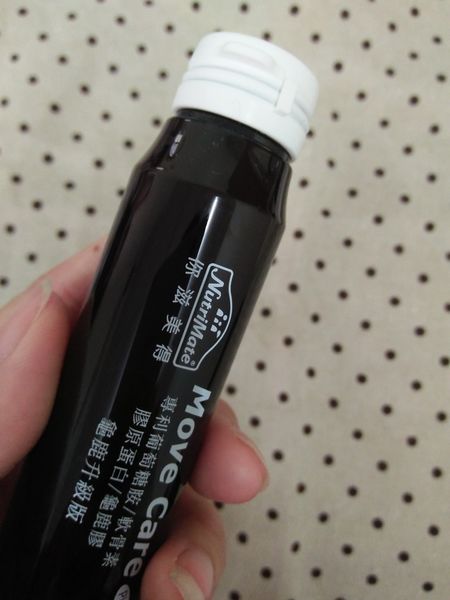 NutriMate®
你滋美得
Move Care
專利葡萄糖胺/軟骨素
膠原蛋白/龜鹿膠
龜鹿升級版